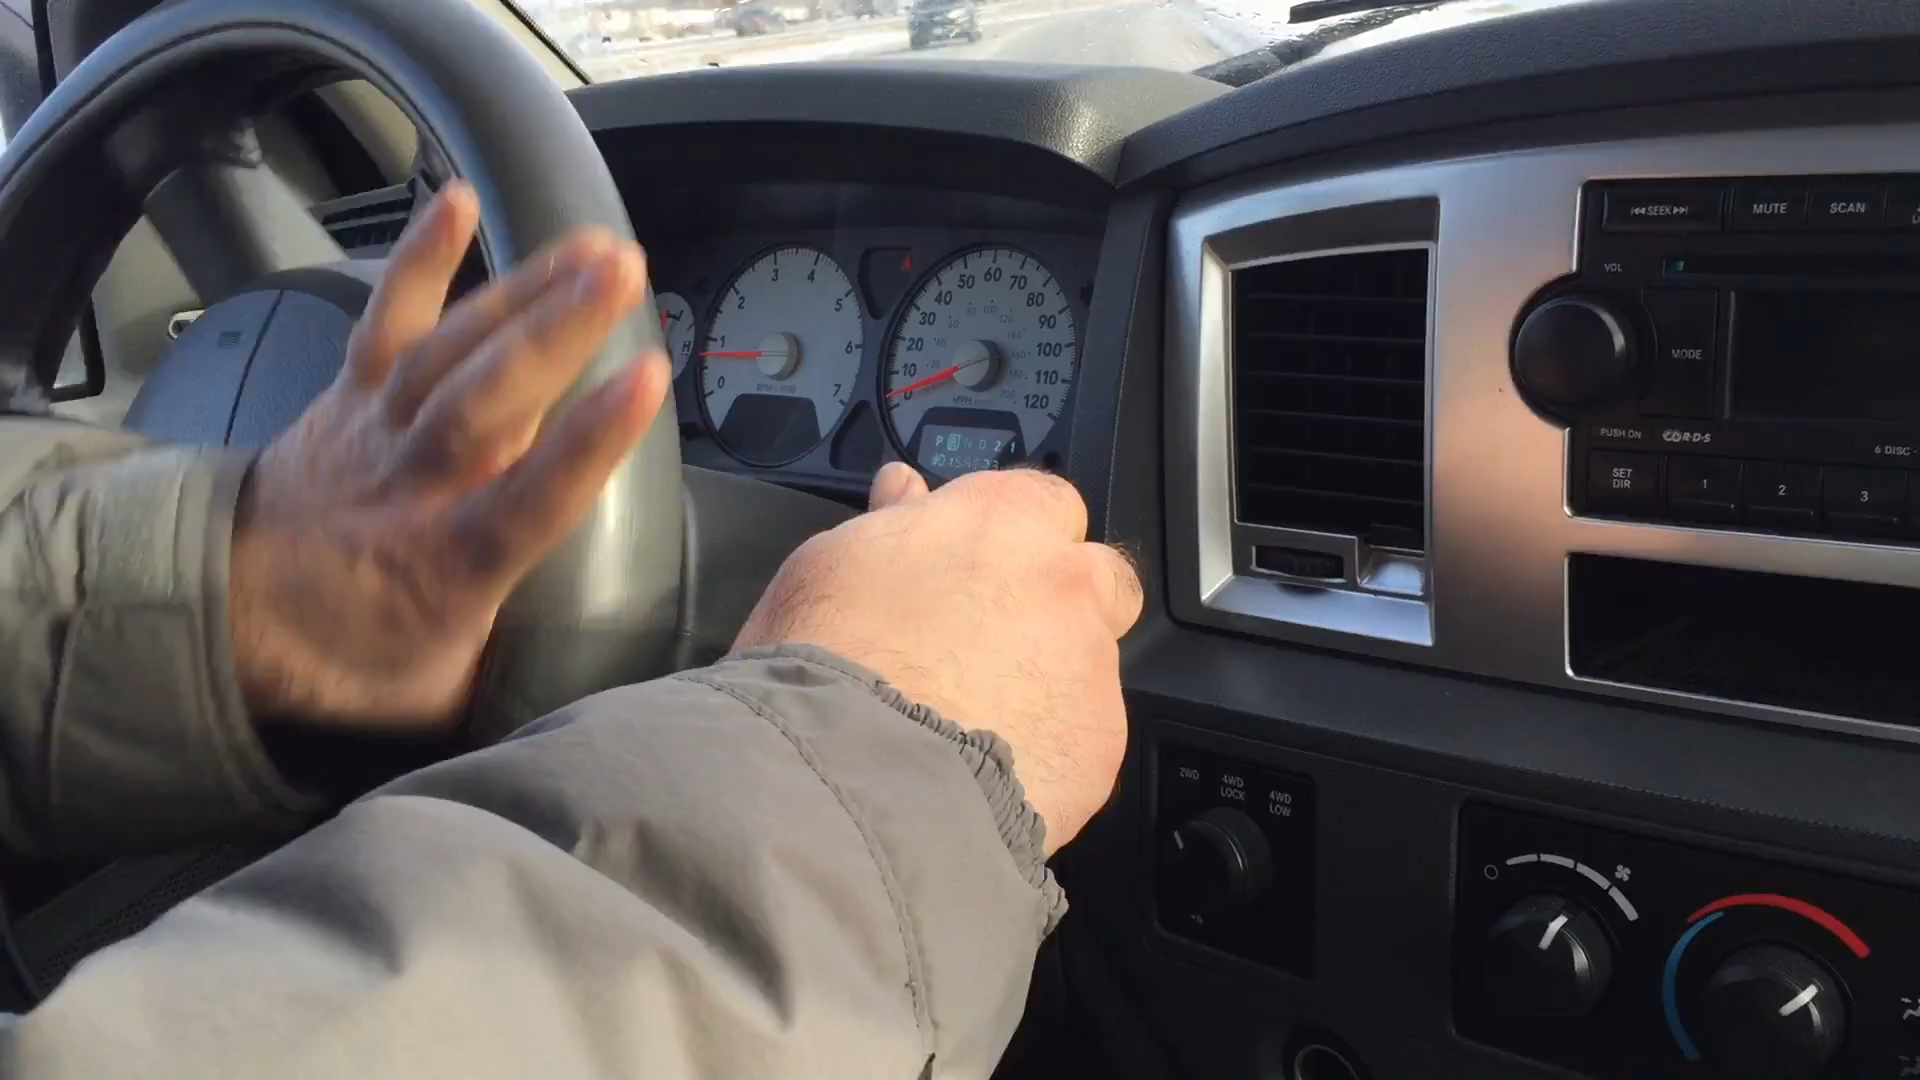 SEEK
MUTE
SCAN
VOL
MODE
PUSH ON
C·O·R·D·S
6 DISC
SET DIR
1
2
3
H
0
1
2
3
4
5
6
7
0
10
20
30
40
50
60
70
80
90
100
110
120
MPH
P R N D 2 1
2WD
4WD LOCK
4WD LOW